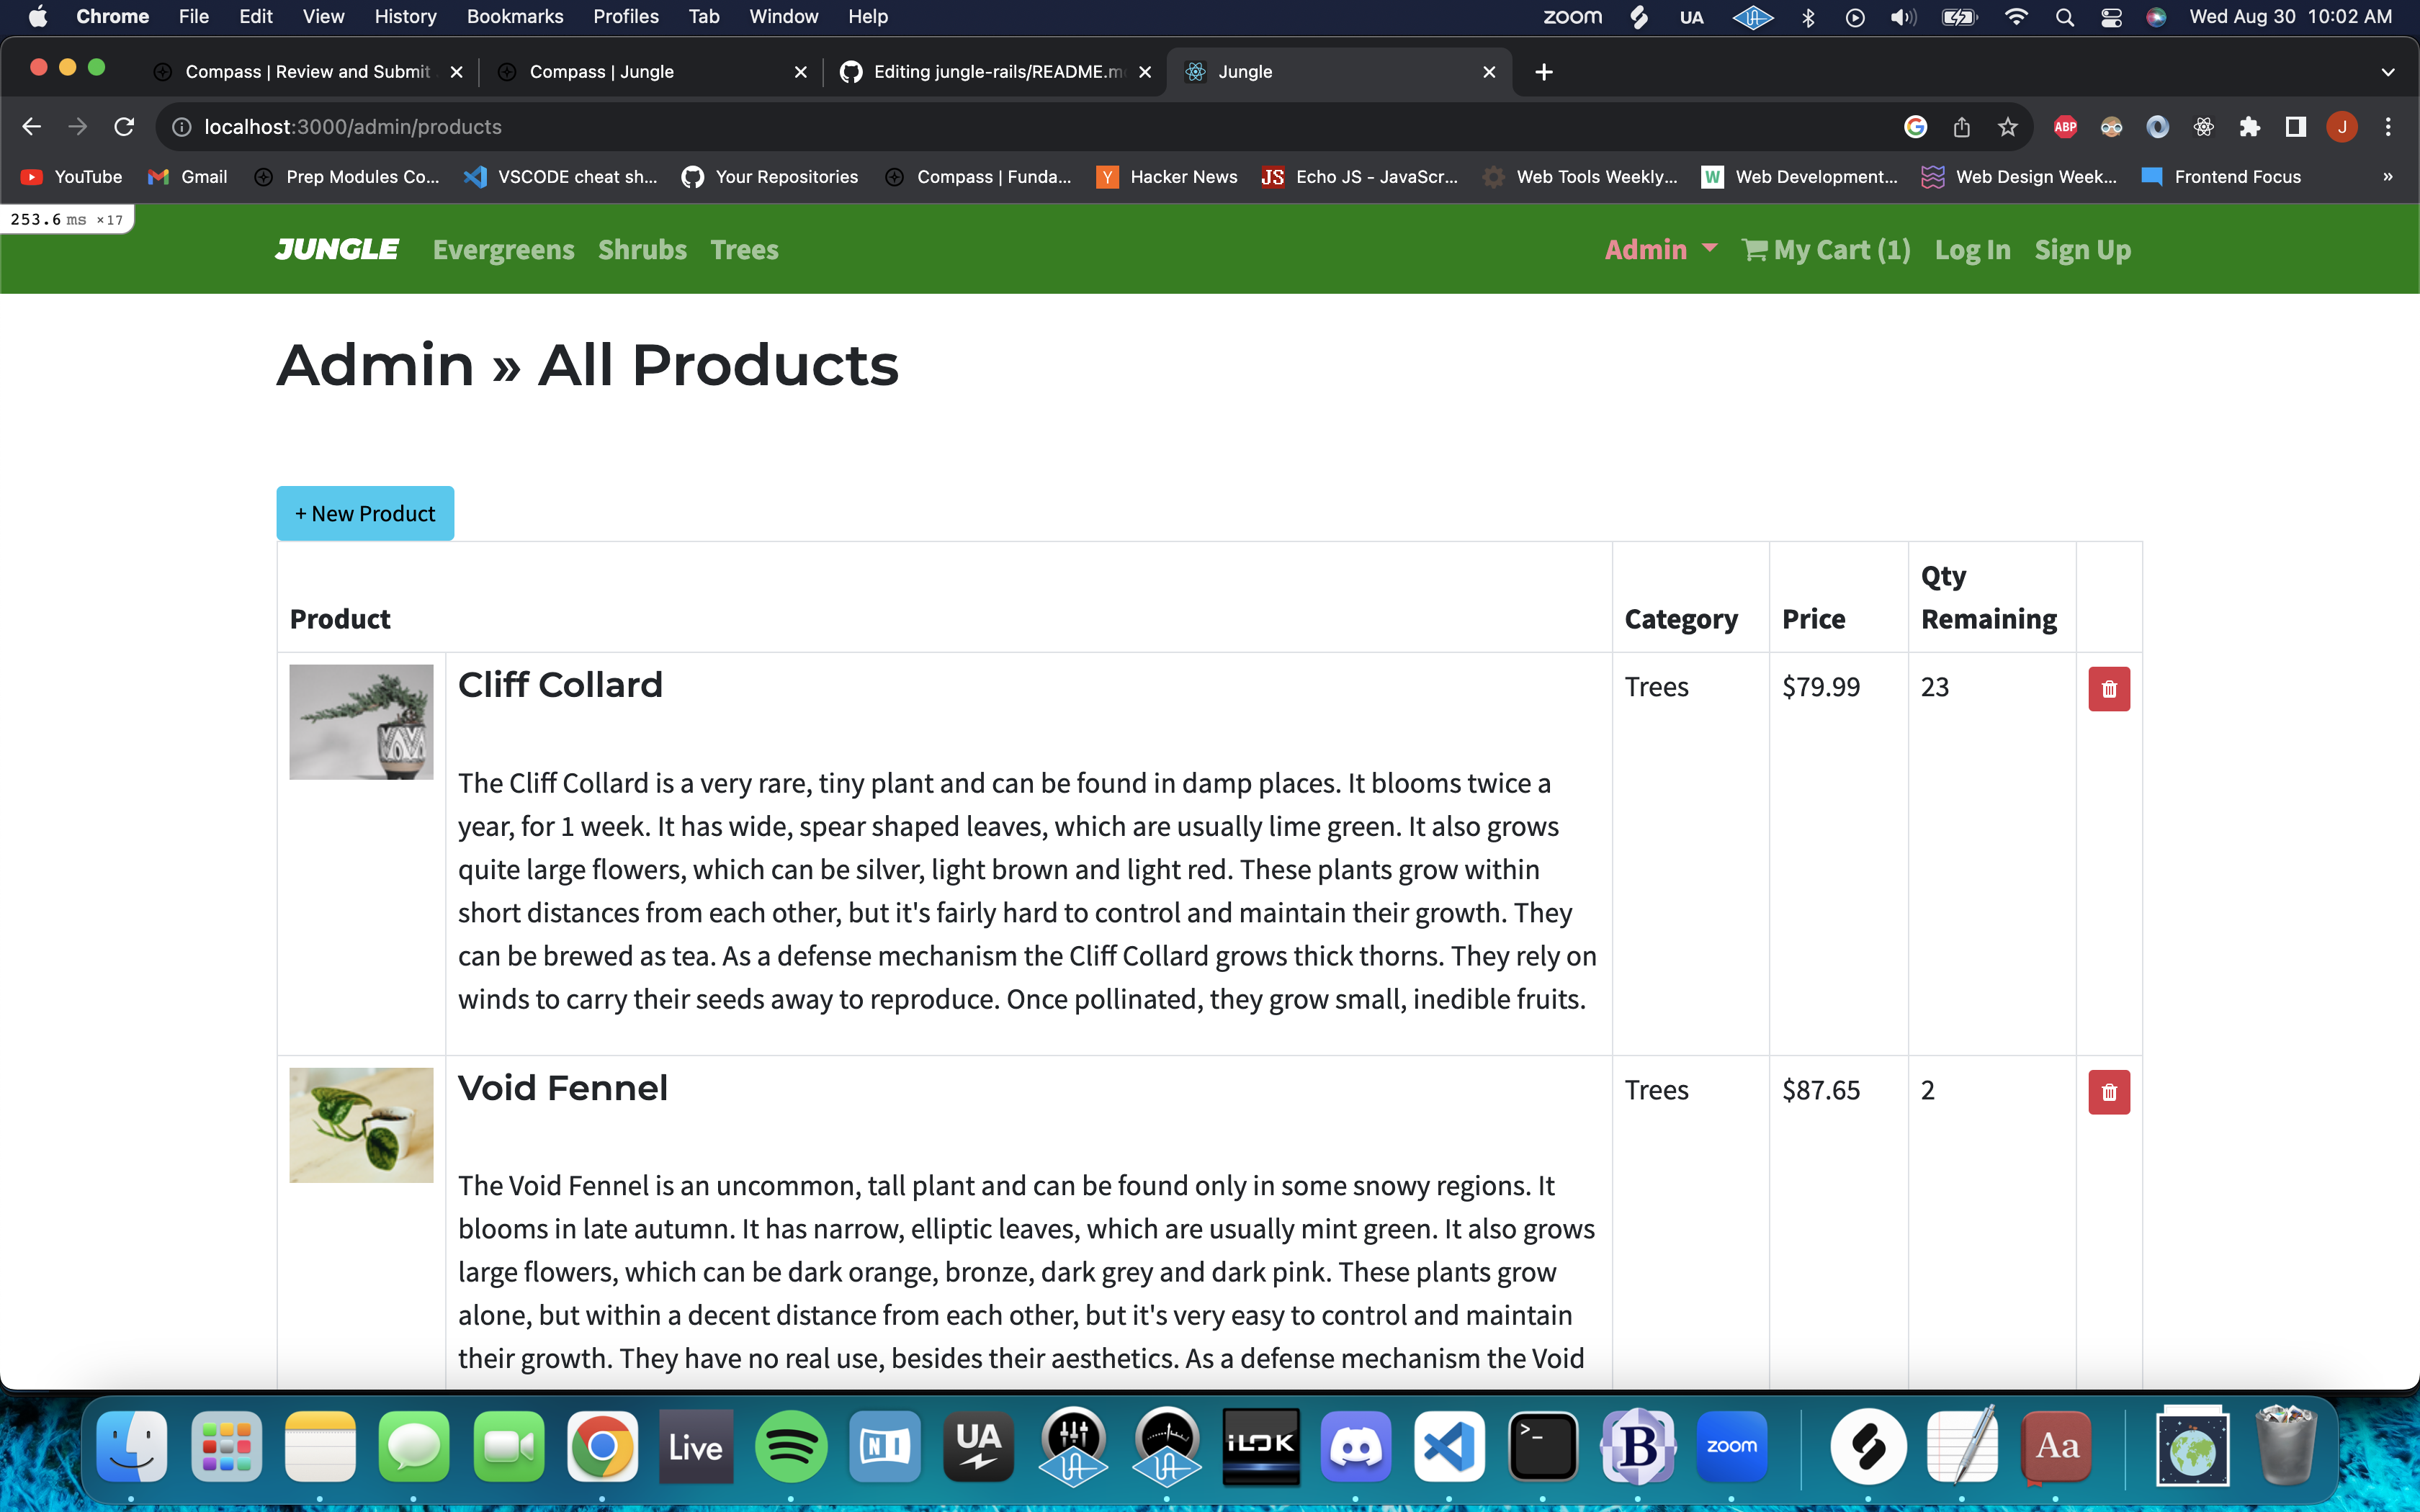 Chrome File Edit View History Bookmarks Profiles Tab Window Help zoom UA Wed Aug 30 10:02 AM
Compass | Review and Submit Compass | Jungle Editing jungle-rails/README.m Jungle
localhost:3000/admin/products ABP J
YouTube Gmail Prep Modules Co... VSCODE cheat sh... Your Repositories Compass | Funda... Y Hacker News JS Echo JS - JavaScr... Web Tools Weekly... W Web Development... Web Design Week... Frontend Focus »
253.6 ms ×17
JUNGLE Evergreens Shrubs Trees Admin My Cart (1) Log In Sign Up
Admin » All Products
+ New Product
Product Category Price Qty Remaining
Cliff Collard Trees $79.99 23
The Cliff Collard is a very rare, tiny plant and can be found in damp places. It blooms twice a
year, for 1 week. It has wide, spear shaped leaves, which are usually lime green. It also grows
quite large flowers, which can be silver, light brown and light red. These plants grow within
short distances from each other, but it's fairly hard to control and maintain their growth. They
can be brewed as tea. As a defense mechanism the Cliff Collard grows thick thorns. They rely on
winds to carry their seeds away to reproduce. Once pollinated, they grow small, inedible fruits.
Void Fennel Trees $87.65 2
The Void Fennel is an uncommon, tall plant and can be found only in some snowy regions. It
blooms in late autumn. It has narrow, elliptic leaves, which are usually mint green. It also grows
large flowers, which can be dark orange, bronze, dark grey and dark pink. These plants grow
alone, but within a decent distance from each other, but it's very easy to control and maintain
their growth. They have no real use, besides their aesthetics. As a defense mechanism the Void
Live NI UA iLOK >_ B zoom Aa